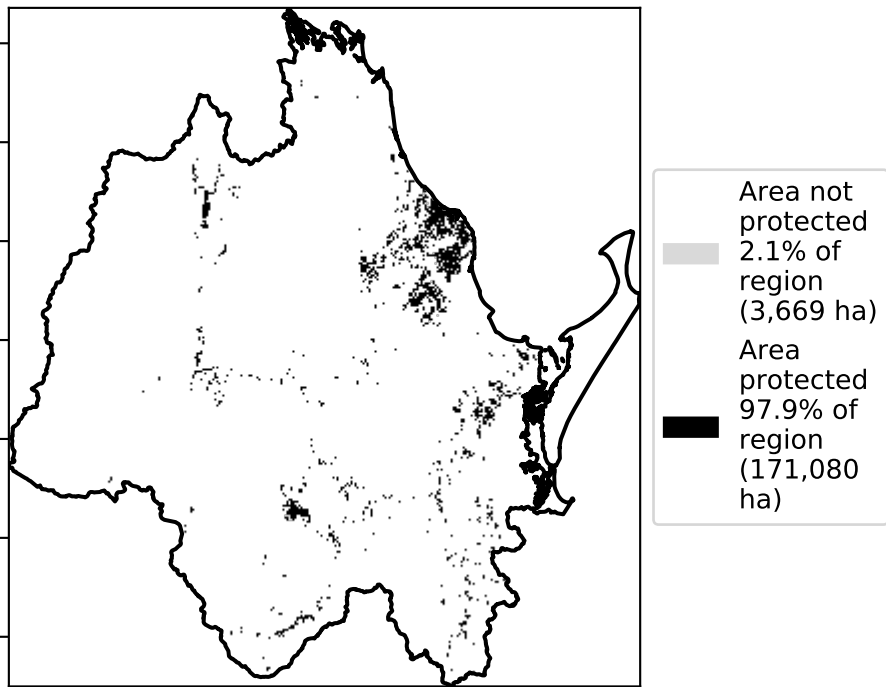 Area not
protected
2.1% of
region
(3,669 ha)
Area
protected
97.9% of
region
(171,080
ha)